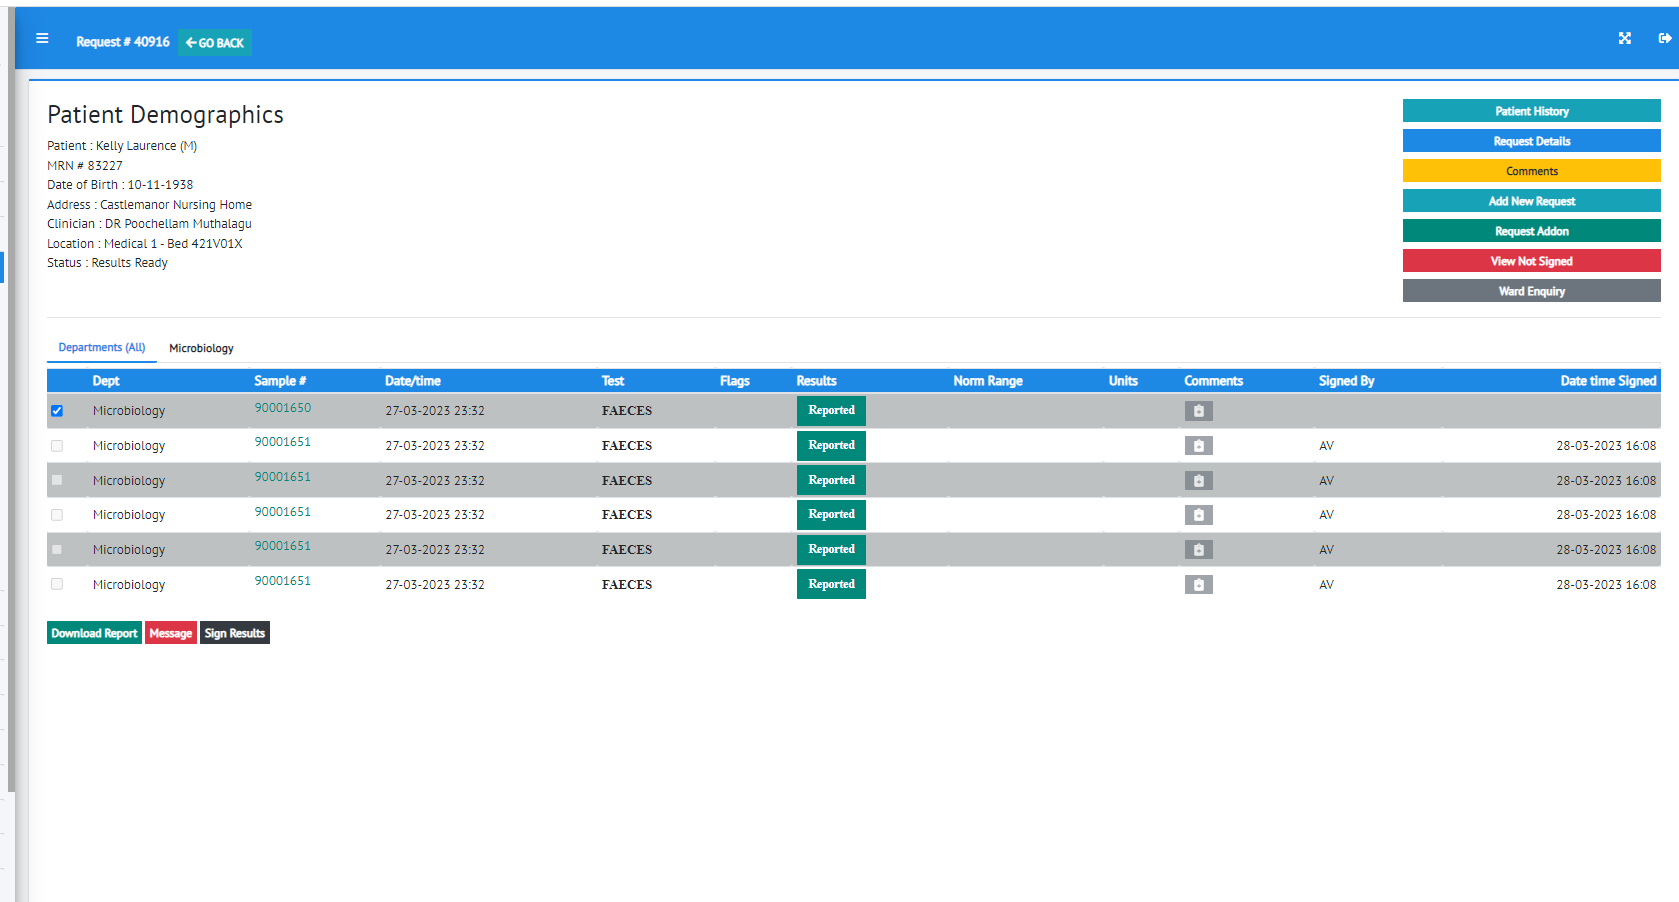 Request # 40916 GO BACK
Patient Demographics
Patient : Kelly Laurence (M)
MRN # 83227
Date of Birth : 10-11-1938
Address : Castlemanor Nursing Home
Clinician : DR Poochellam Muthalagu
Location : Medical 1 - Bed 421V01X
Status : Results Ready
Patient History
Request Details
Comments
Add New Request
Request Addon
View Not Signed
Ward Enquiry
Departments (All) Microbiology
Dept Sample # Date/time Test Flags Results Norm Range Units Comments Signed By Date time Signed
Microbiology 90001650 27-03-2023 23:32 FAECES Reported
Microbiology 90001651 27-03-2023 23:32 FAECES Reported AV 28-03-2023 16:08
Microbiology 90001651 27-03-2023 23:32 FAECES Reported AV 28-03-2023 16:08
Microbiology 90001651 27-03-2023 23:32 FAECES Reported AV 28-03-2023 16:08
Microbiology 90001651 27-03-2023 23:32 FAECES Reported AV 28-03-2023 16:08
Microbiology 90001651 27-03-2023 23:32 FAECES Reported AV 28-03-2023 16:08
Download Report Message Sign Results